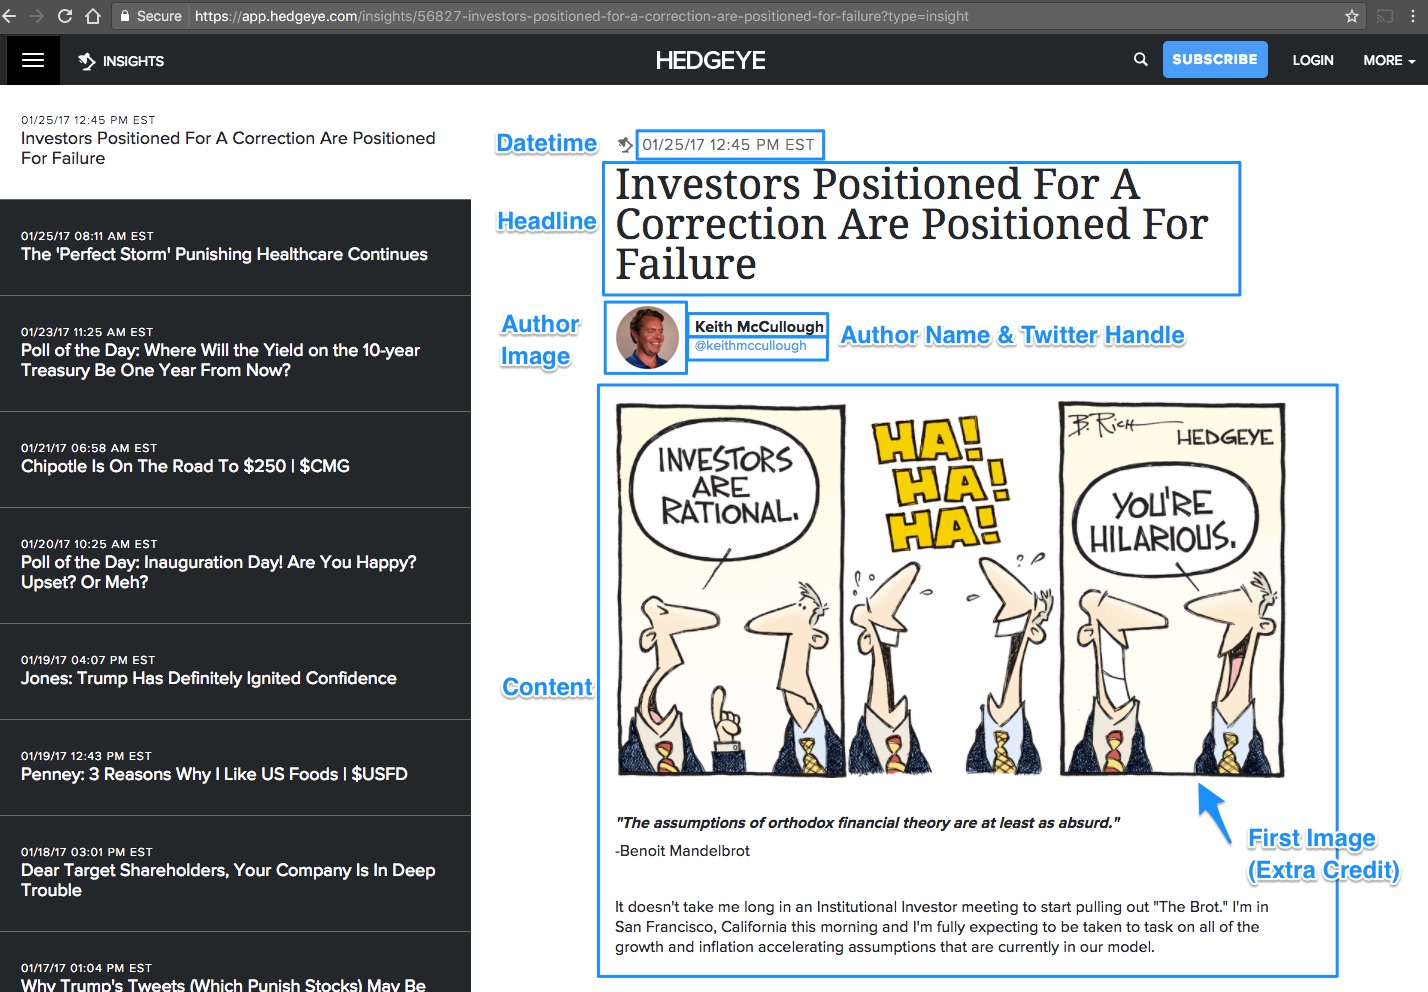 Secure
https://app.hedgeye.com/insights/56827-investors-positioned-for-a-correction-are-positioned-for-failure?type=insight
INSIGHTS
HEDGEYE
SUBSCRIBE
LOGIN
MORE
01/25/17 12:45 PM EST
Investors Positioned For A Correction Are Positioned
For Failure
01/25/17 08:11 AM EST
The 'Perfect Storm' Punishing Healthcare Continues
01/23/17 11:25 AM EST
Poll of the Day: Where Will the Yield on the 10-year
Treasury Be One Year From Now?
01/21/17 06:58 AM EST
Chipotle Is On The Road To $250 | $CMG
01/20/17 10:25 AM EST
Poll of the Day: Inauguration Day! Are You Happy?
Upset? Or Meh?
01/19/17 04:07 PM EST
Jones: Trump Has Definitely Ignited Confidence
01/19/17 12:43 PM EST
Penney: 3 Reasons Why I Like US Foods | $USFD
01/18/17 03:01 PM EST
Dear Target Shareholders, Your Company Is In Deep
Trouble
01/17/17 01:04 PM EST
Why Trump's Tweets (Which Punish Stocks) May Be
Datetime
01/25/17 12:45 PM EST
Headline
Investors Positioned For A
Correction Are Positioned For
Failure
Author
Image
Keith McCullough
@keithmccullough
Author Name & Twitter Handle
Content
INVESTORS
ARE
RATIONAL.
HA!
HA!
HA!
B. Rich
HEDGEYE
YOU'RE
HILARIOUS.
First Image
(Extra Credit)
"The assumptions of orthodox financial theory are at least as absurd."
-Benoit Mandelbrot
It doesn't take me long in an Institutional Investor meeting to start pulling out "The Brot." I'm in
San Francisco, California this morning and I'm fully expecting to be taken to task on all of the
growth and inflation accelerating assumptions that are currently in our model.